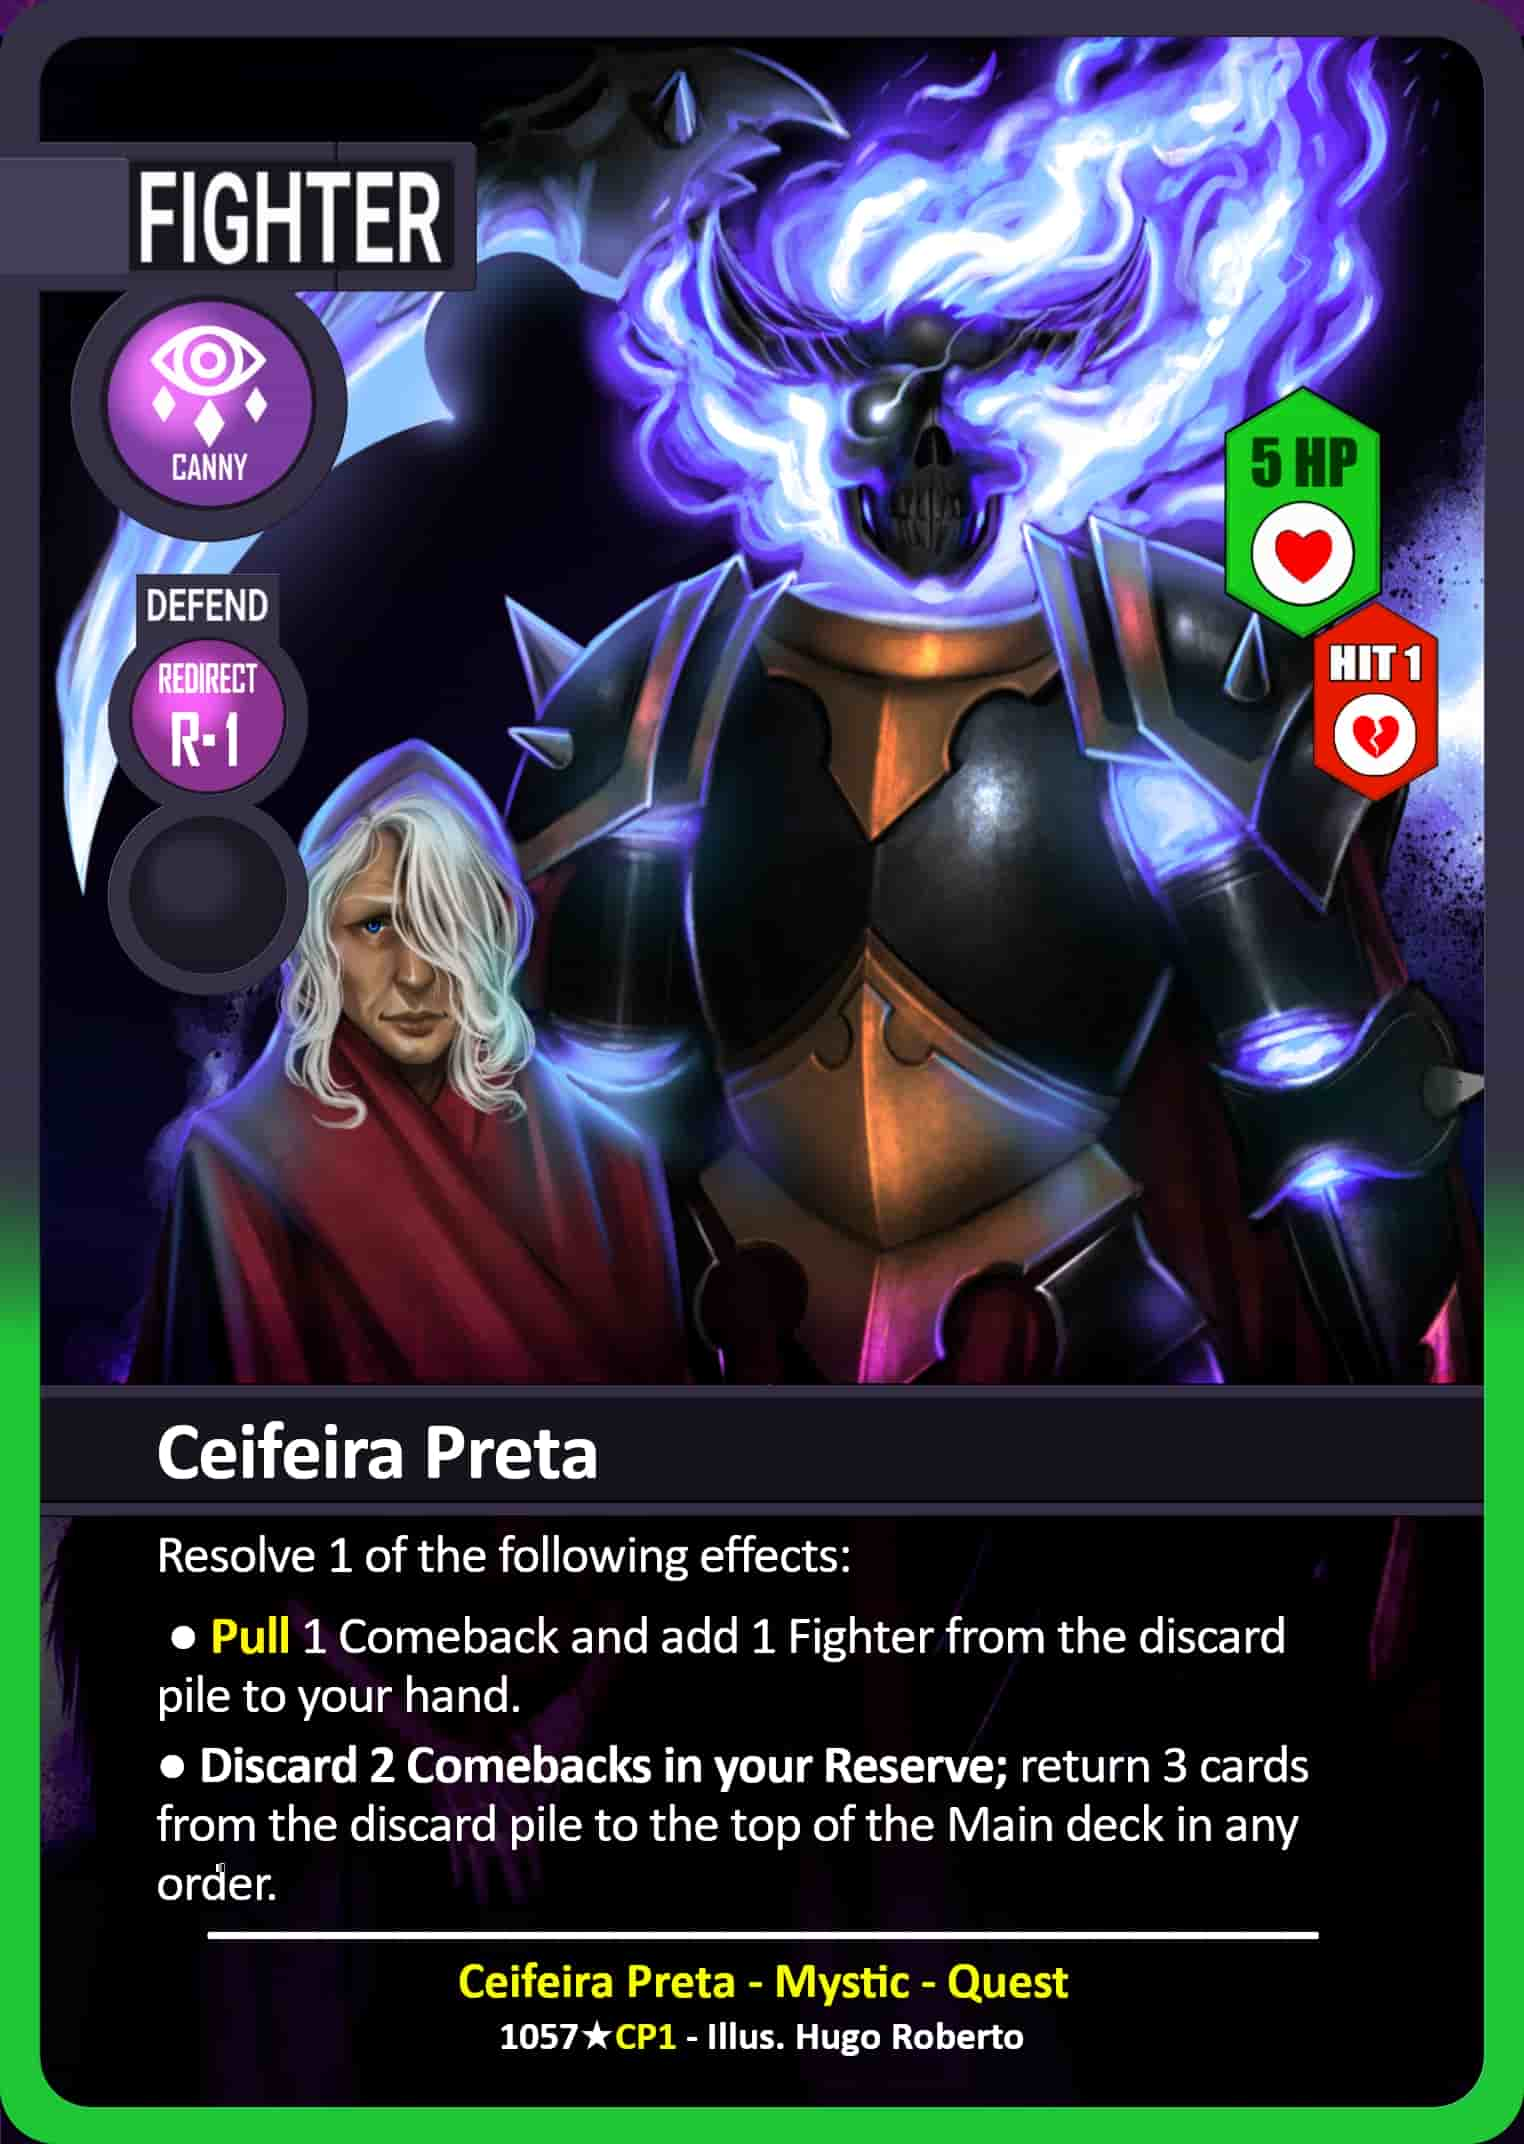 FIGHTER
CANNY
5 HP
DEFEND
HIT 1
REDIRECT
R-1
Ceifeira Preta
Resolve 1 of the following effects:
● Pull 1 Comeback and add 1 Fighter from the discard
pile to your hand.
● Discard 2 Comebacks in your Reserve; return 3 cards
from the discard pile to the top of the Main deck in any
order.
Ceifeira Preta - Mystic - Quest
1057★CP1 - Illus. Hugo Roberto